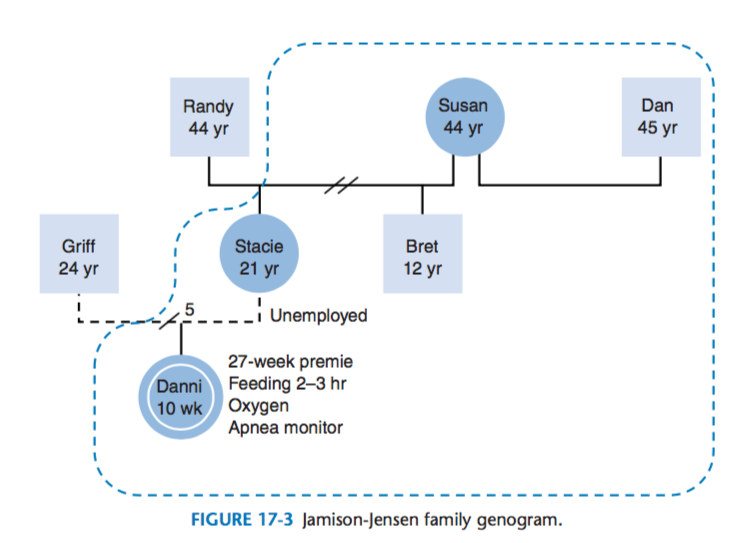 Randy
44 yr
Susan
44 yr
Dan
45 yr
Griff
24 yr
Stacie
21 yr
Bret
12 yr
5
Unemployed
Danni
10 wk
27-week premie
Feeding 2–3 hr
Oxygen
Apnea monitor
FIGURE 17-3 Jamison-Jensen family genogram.